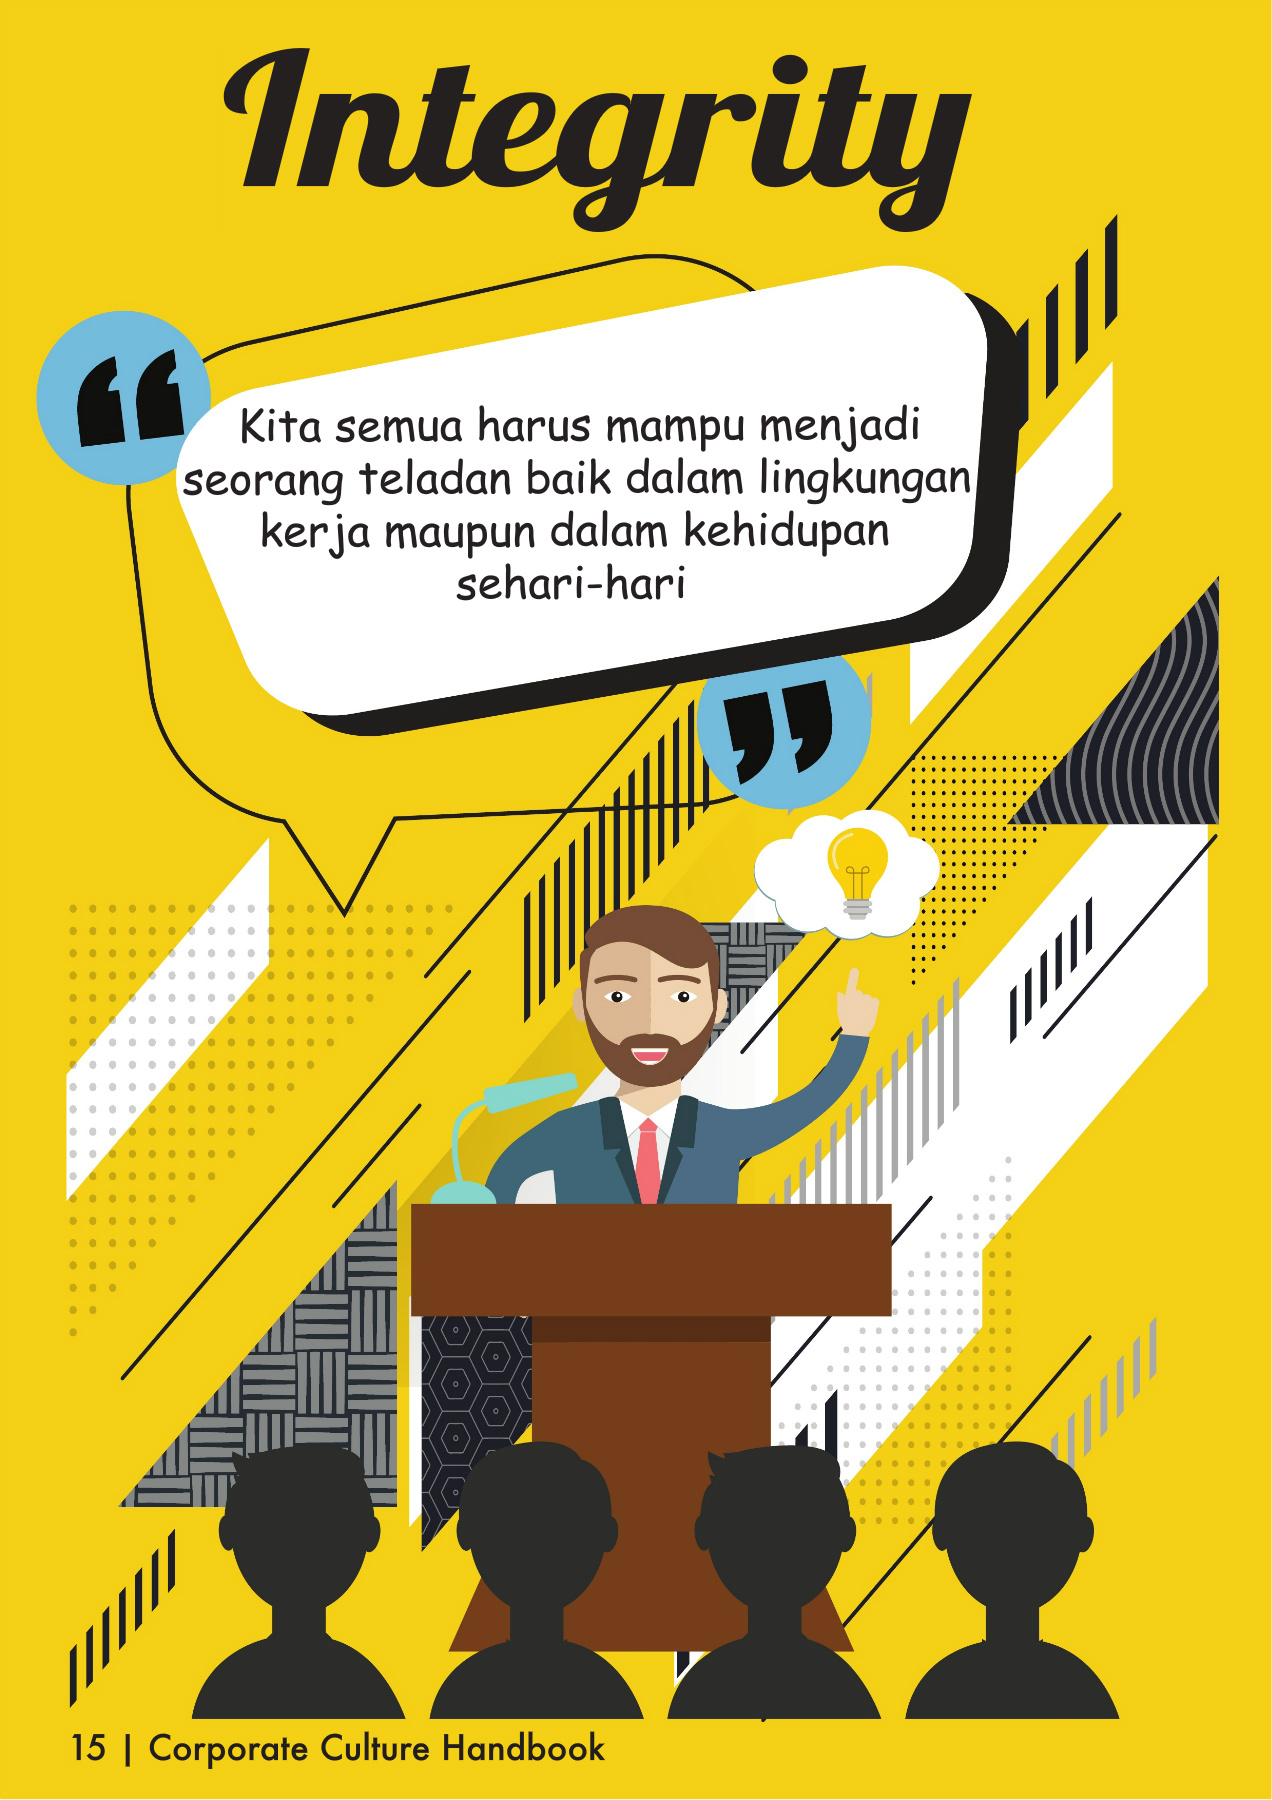 Integrity
“
Kita semua harus mampu menjadi
seorang teladan baik dalam lingkungan
kerja maupun dalam kehidupan
sehari-hari
”
15 | Corporate Culture Handbook